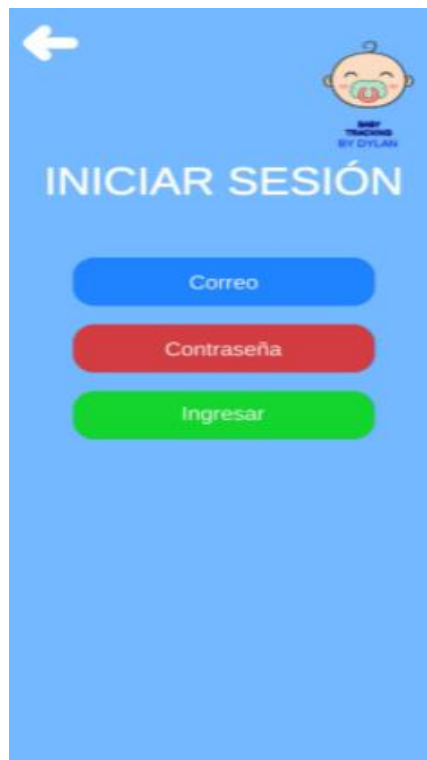 BABY
TRACKING
BY DYLAN
INICIAR SESIÓN
Correo
Contraseña
Ingresar